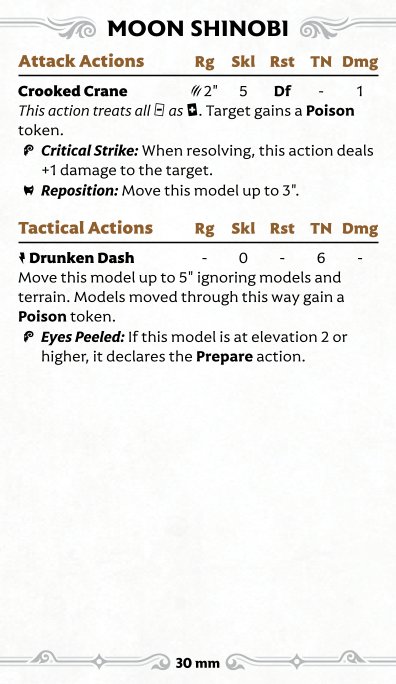 MOON SHINOBI
Attack Actions Rg Skl Rst TN Dmg
Crooked Crane 2" 5 Df - 1
This action treats all as . Target gains a Poison
token.
Critical Strike: When resolving, this action deals
+1 damage to the target.
Reposition: Move this model up to 3".
Tactical Actions Rg Skl Rst TN Dmg
Drunken Dash - 0 - 6 -
Move this model up to 5" ignoring models and
terrain. Models moved through this way gain a
Poison token.
Eyes Peeled: If this model is at elevation 2 or
higher, it declares the Prepare action.
30 mm